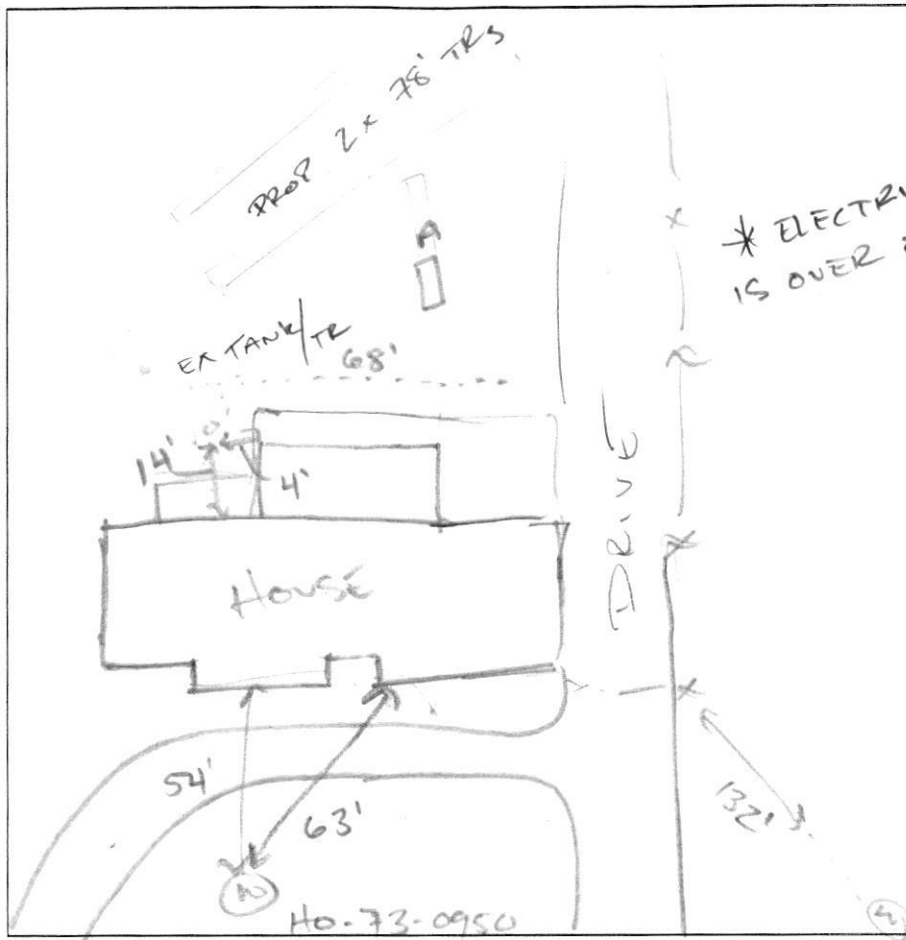 PROP 2 x 78' TRS
* ELECTRI
IS OVER
A
EX TANK/TR
68'
14'
4'
DRIVE
HOUSE
54'
63'
132'
HO-73-0950